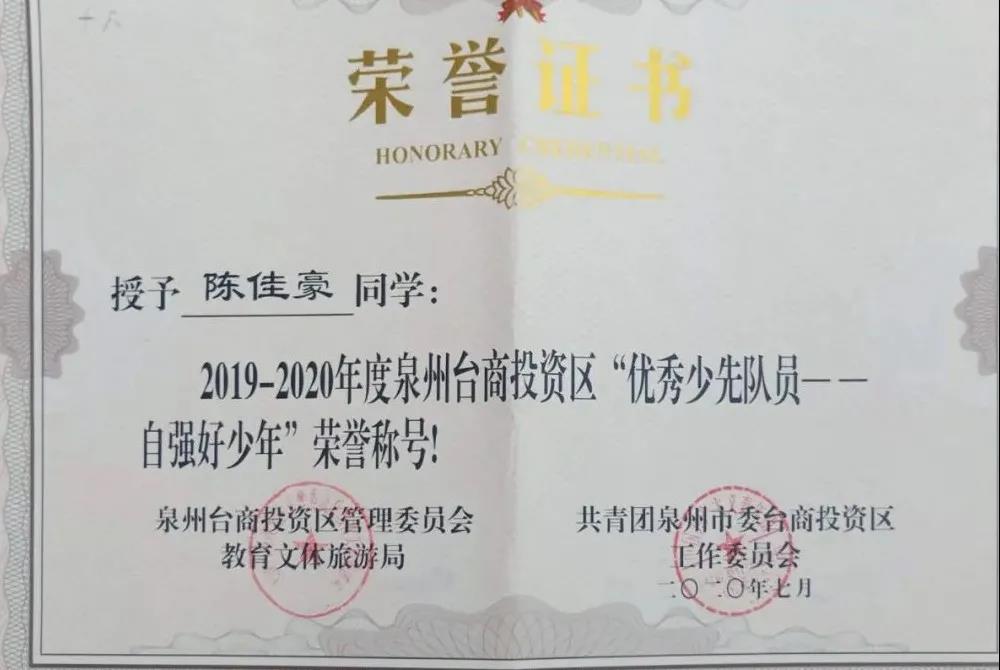 荣誉证书
HONORARY CREDENTIAL
授予 陈佳豪 同学：
2019-2020年度泉州台商投资区“优秀少先队员——
自强好少年”荣誉称号！
泉州台商投资区管理委员会
教育文体旅游局
共青团泉州市委台商投资区
工作委员会
二〇二〇年七月